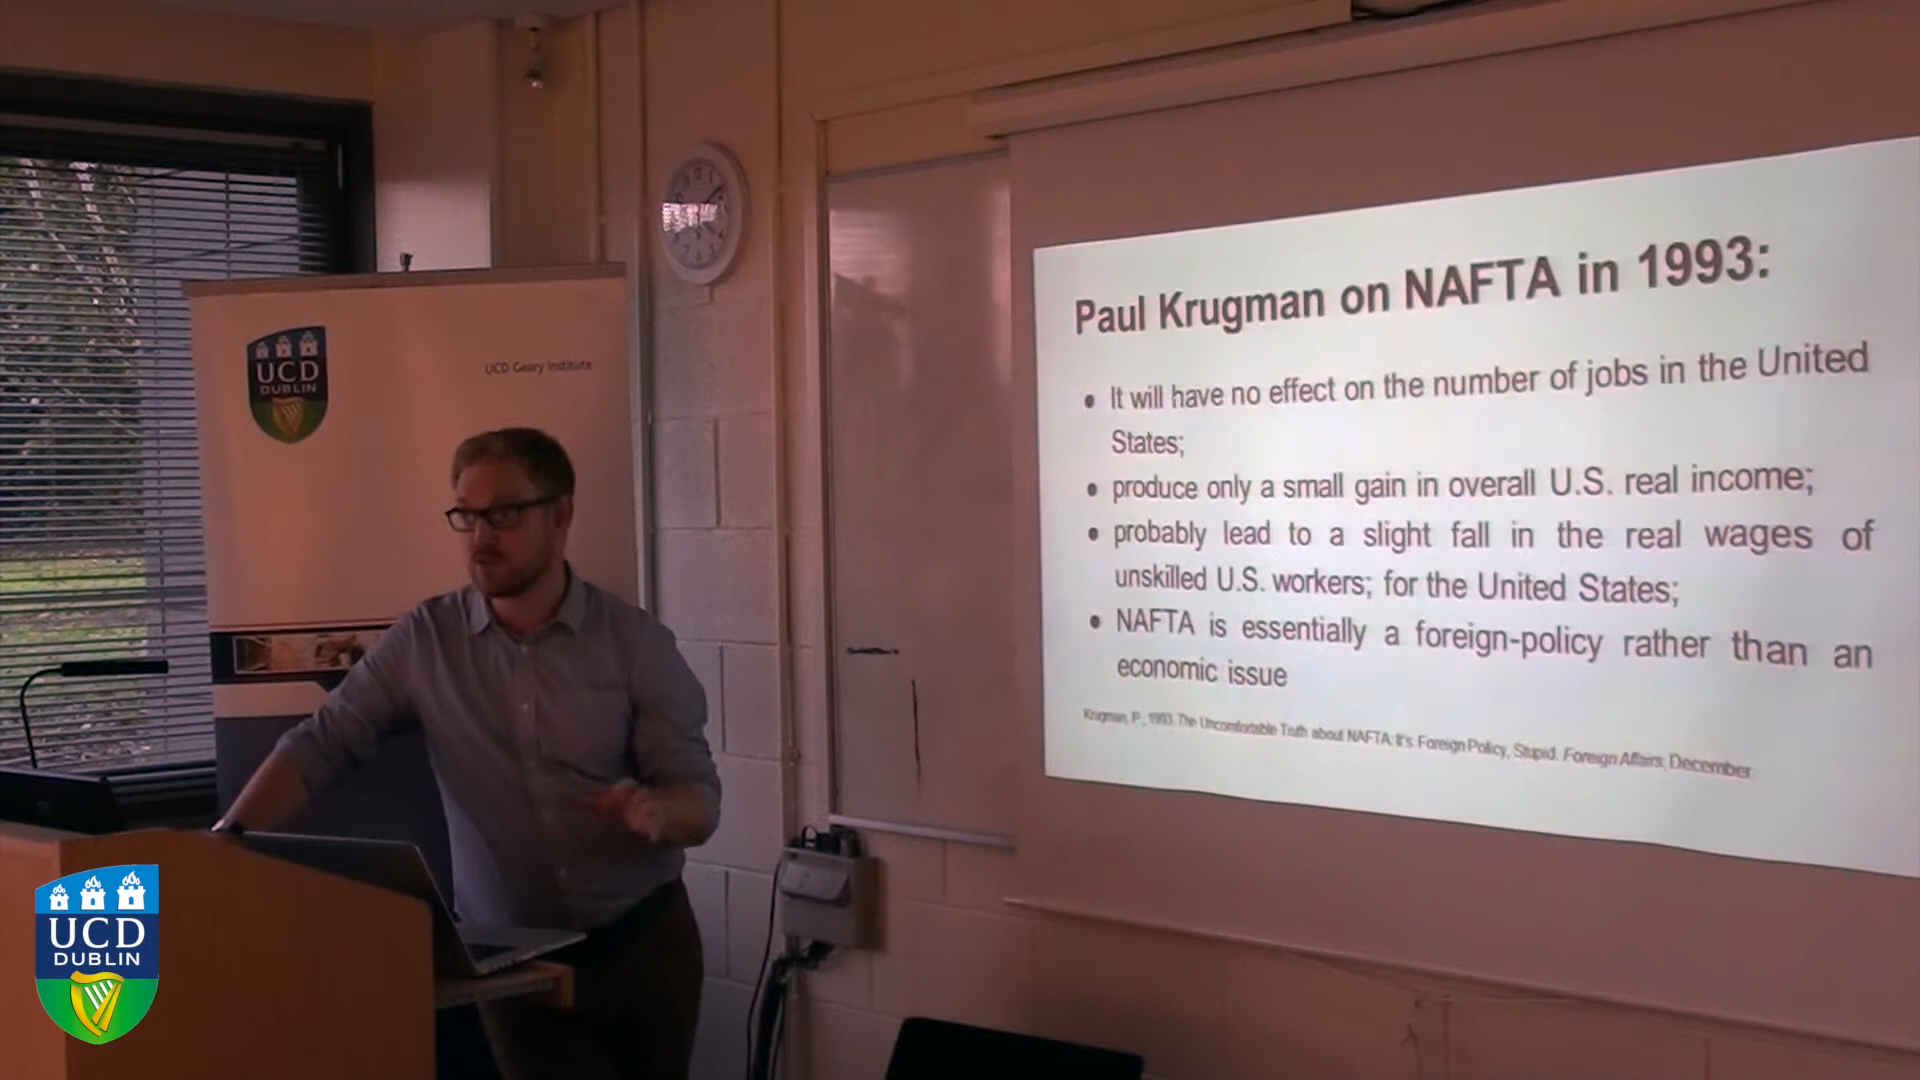 UCD
DUBLIN
UCD Geary Institute
Paul Krugman on NAFTA in 1993:
• It will have no effect on the number of jobs in the United
States;
• produce only a small gain in overall U.S. real income;
• probably lead to a slight fall in the real wages of
unskilled U.S. workers; for the United States;
• NAFTA is essentially a foreign-policy rather than an
economic issue
Krugman, P., 1993. The Uncomfortable Truth about NAFTA: It's Foreign Policy, Stupid. Foreign Affairs, December
UCD
DUBLIN